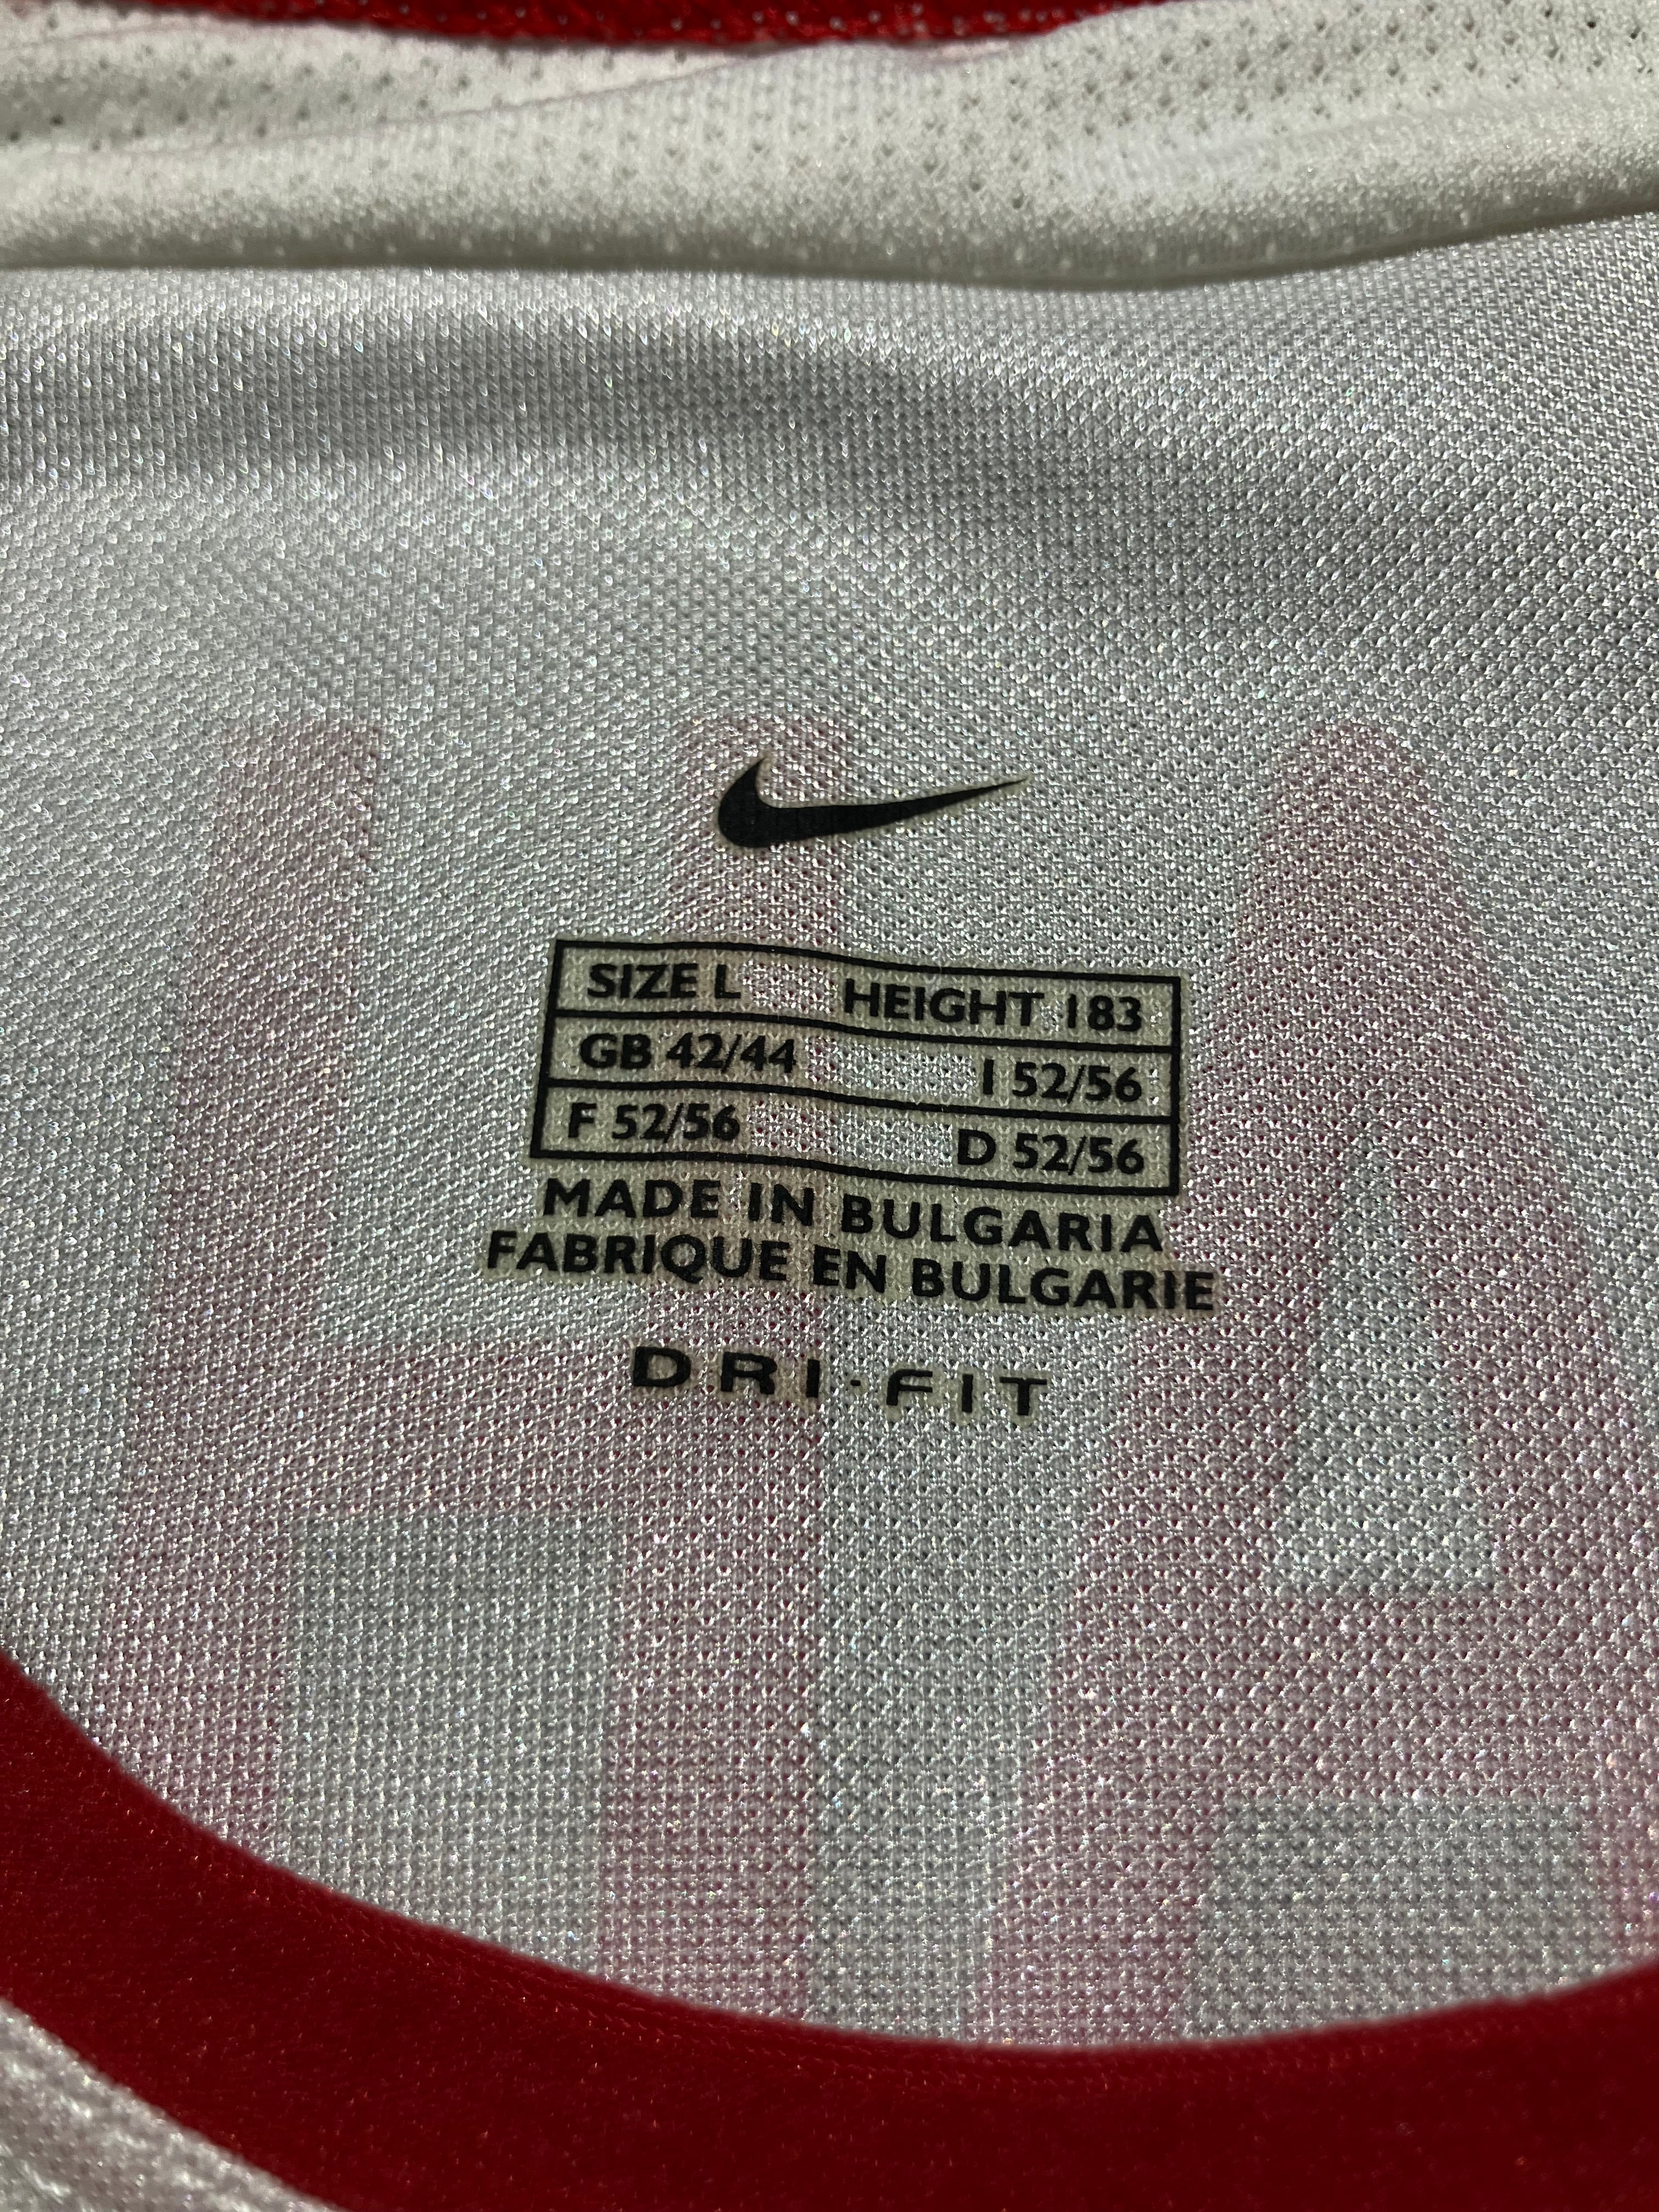 SIZE L HEIGHT 183
GB 42/44 I 52/56
F 52/56 D 52/56
MADE IN BULGARIA
FABRIQUE EN BULGARIE
DRI·FIT